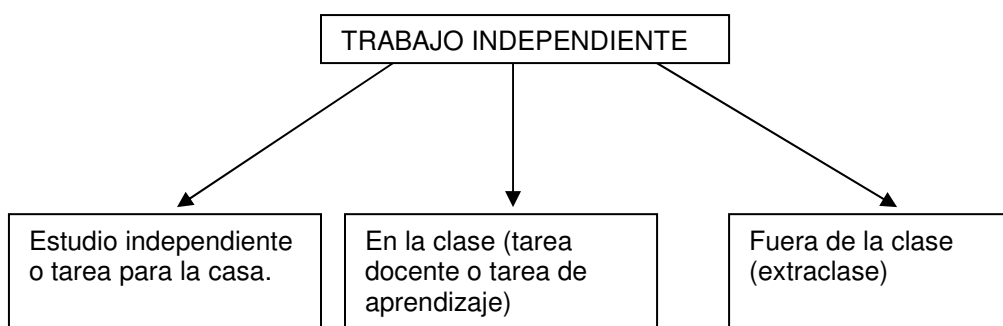 TRABAJO INDEPENDIENTE
Estudio independiente
o tarea para la casa.
En la clase (tarea
docente o tarea de
aprendizaje)
Fuera de la clase
(extraclase)